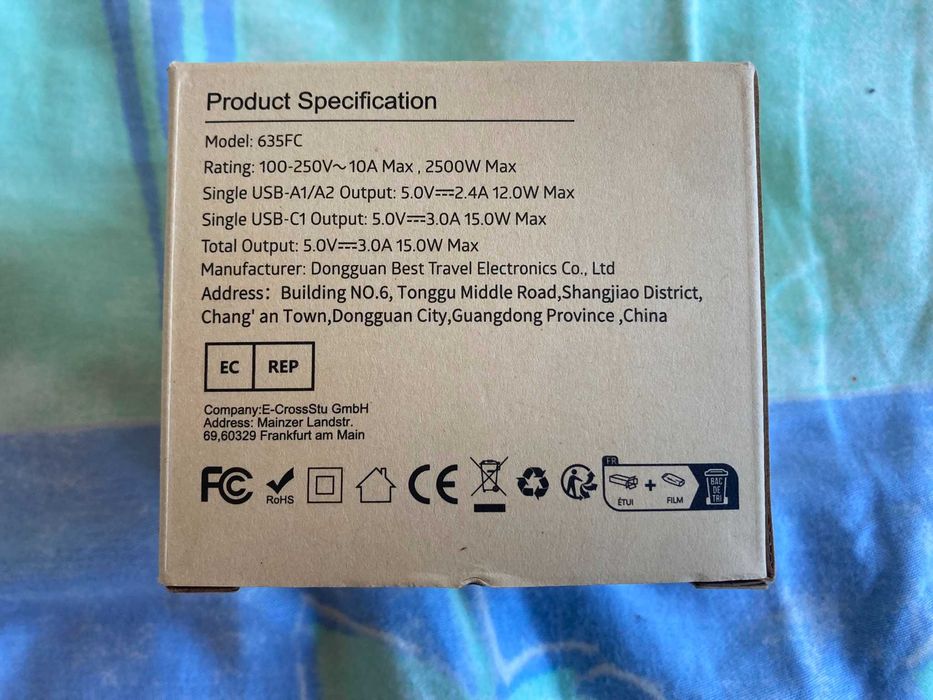 Product Specification
Model: 635FC
Rating: 100-250V～10A Max , 2500W Max
Single USB-A1/A2 Output: 5.0V⎓2.4A 12.0W Max
Single USB-C1 Output: 5.0V⎓3.0A 15.0W Max
Total Output: 5.0V⎓3.0A 15.0W Max
Manufacturer: Dongguan Best Travel Electronics Co., Ltd
Address： Building NO.6, Tonggu Middle Road,Shangjiao District,
Chang' an Town,Dongguan City,Guangdong Province ,China
EC REP
Company:E-CrossStu GmbH
Address: Mainzer Landstr.
69,60329 Frankfurt am Main
FC RoHS CE FR
ÉTUI + FILM
BAC
DE
TRI